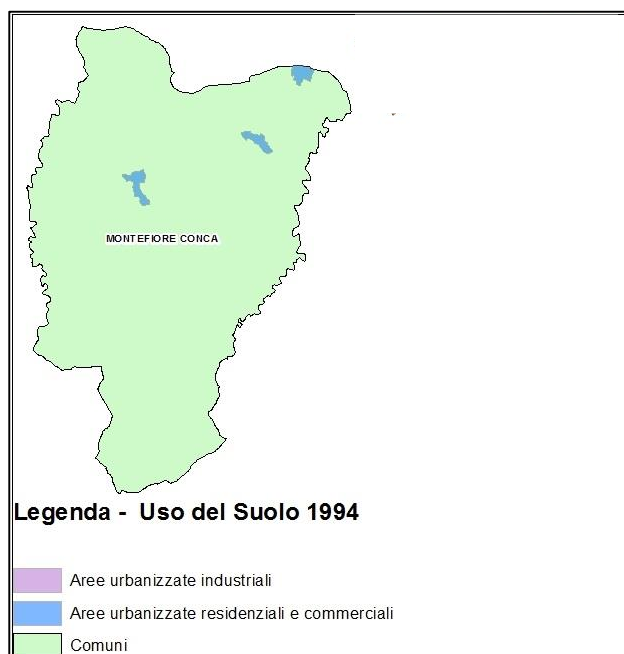 MONTEFIORE CONCA
Legenda - Uso del Suolo 1994
Aree urbanizzate industriali
Aree urbanizzate residenziali e commerciali
Comuni